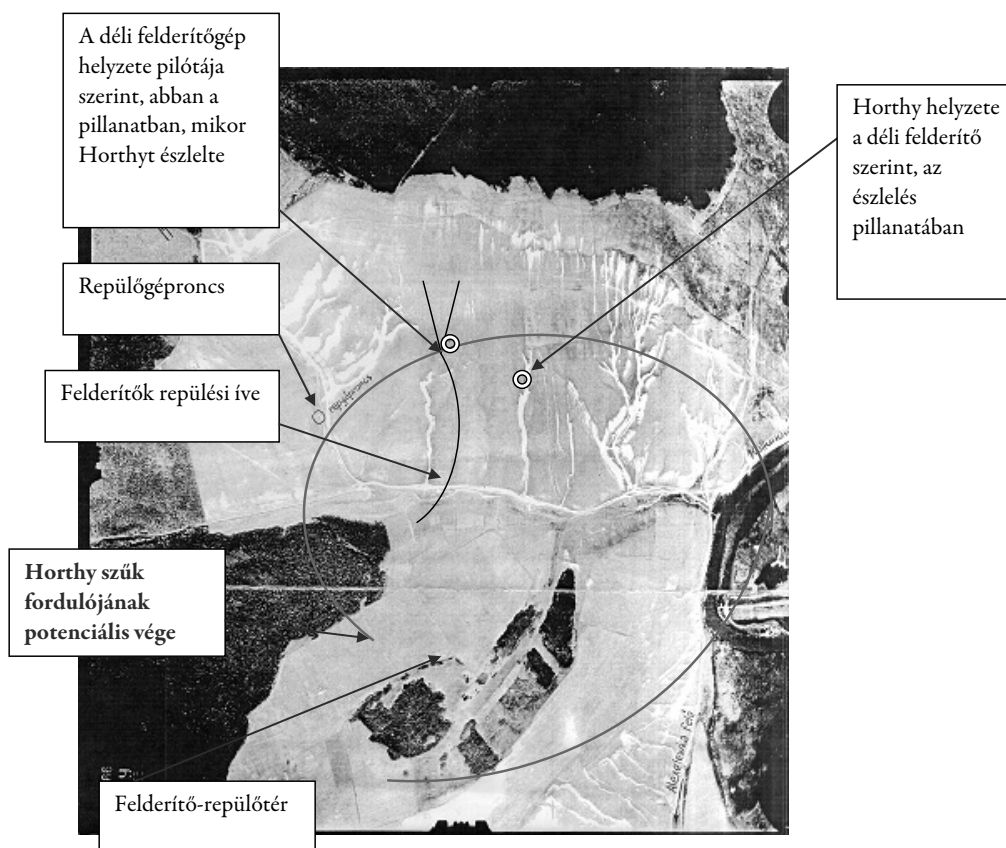 A déli felderítőgép
helyzete pilótája
szerint, abban a
pillanatban, mikor
Horthyt észlelte
Horthy helyzete
a déli felderítő
szerint, az
észlelés
pillanatában
Repülőgéproncs
Felderítők repülési íve
repülőgéproncs
Horthy szűk
fordulójának
potenciális vége
Felderítő-repülőtér